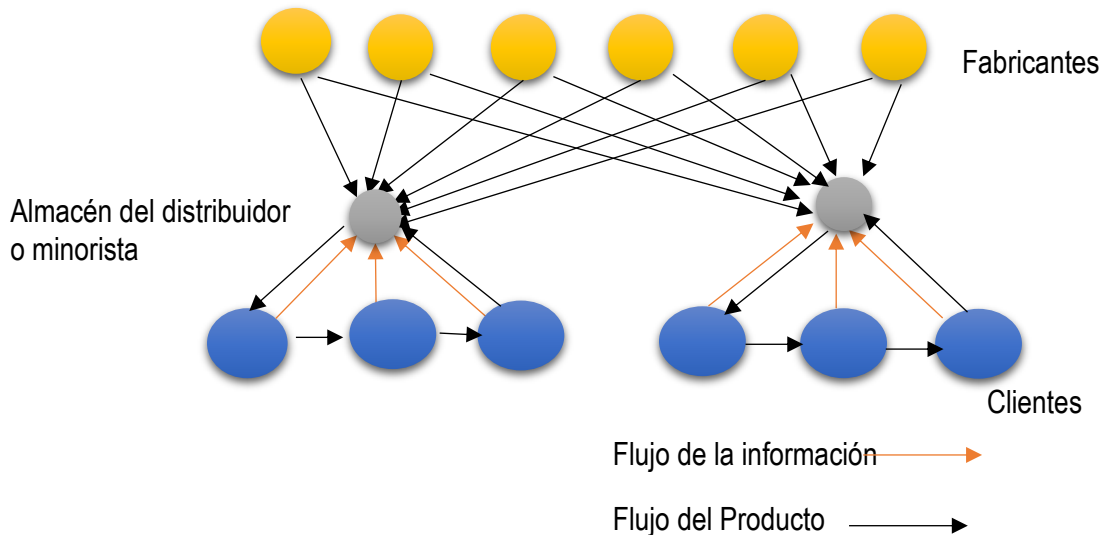 Fabricantes
Almacén del distribuidor
o minorista
Clientes
Flujo de la información
Flujo del Producto